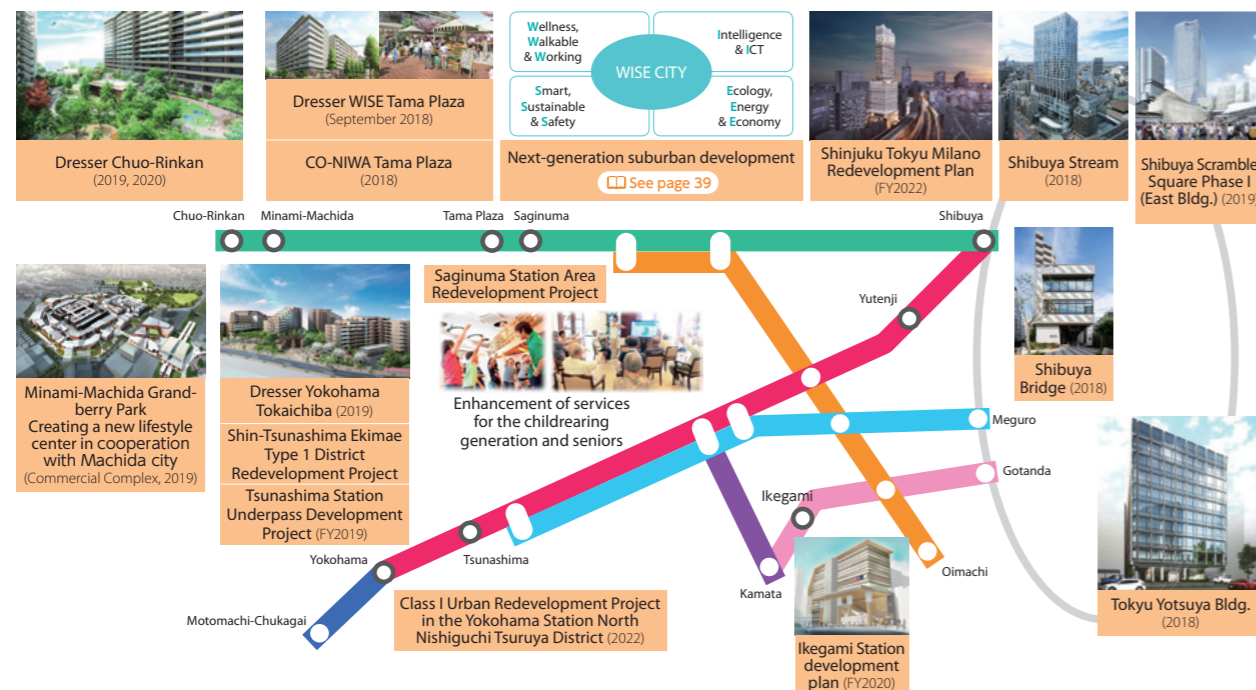 Dresser Chuo-Rinkan
(2019, 2020)
Dresser WISE Tama Plaza
(September 2018)
CO-NIWA Tama Plaza
(2018)
Wellness,
Walkable
& Working
Intelligence
& ICT
WISE CITY
Smart,
Sustainable
& Safety
Ecology,
Energy
& Economy
Next-generation suburban development
See page 39
Shinjuku Tokyu Milano
Redevelopment Plan
(FY2022)
Shibuya Stream
(2018)
Shibuya Scramble
Square Phase I
(East Bldg.) (2019)
Chuo-Rinkan
Minami-Machida
Tama Plaza
Saginuma
Shibuya
Saginuma Station Area
Redevelopment Project
Yutenji
Shibuya
Bridge (2018)
Minami-Machida Grand-
berry Park
Creating a new lifestyle
center in cooperation
with Machida city
(Commercial Complex, 2019)
Dresser Yokohama
Tokaichiba (2019)
Shin-Tsunashima Ekimae
Type 1 District
Redevelopment Project
Tsunashima Station
Underpass Development
Project (FY2019)
Enhancement of services
for the childrearing
generation and seniors
Meguro
Gotanda
Ikegami
Oimachi
Kamata
Tsunashima
Yokohama
Motomachi-Chukagai
Class I Urban Redevelopment Project
in the Yokohama Station North
Nishiguchi Tsuruya District (2022)
Ikegami Station
development
plan (FY2020)
Tokyu Yotsuya Bldg.
(2018)